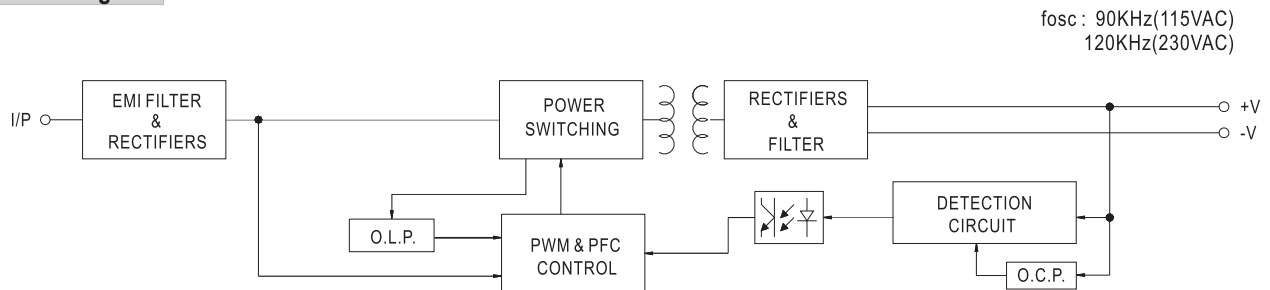 fosc : 90KHz(115VAC)
120KHz(230VAC)
I/P
EMI FILTER
&
RECTIFIERS
POWER
SWITCHING
RECTIFIERS
&
FILTER
+V
-V
O.L.P.
PWM & PFC
CONTROL
DETECTION
CIRCUIT
O.C.P.